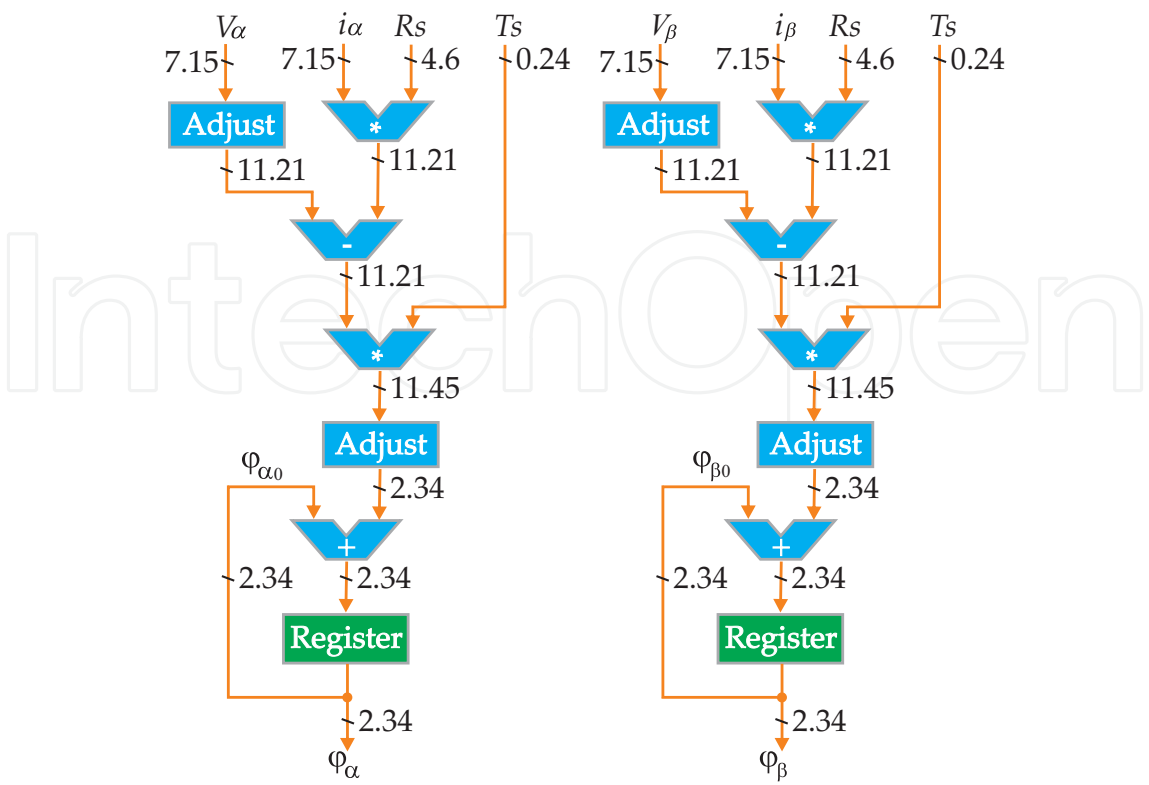 Vα iα Rs Ts Vβ iβ Rs Ts
7.15 7.15 4.6 0.24 7.15 7.15 4.6 0.24
Adjust * Adjust *
11.21 11.21 11.21 11.21
- -
11.21 11.21
IntechOpen
* *
11.45 11.45
Adjust Adjust
φα0 2.34 φβ0 2.34
+ +
2.34 2.34 2.34 2.34
Register Register
2.34 2.34
φα φβ